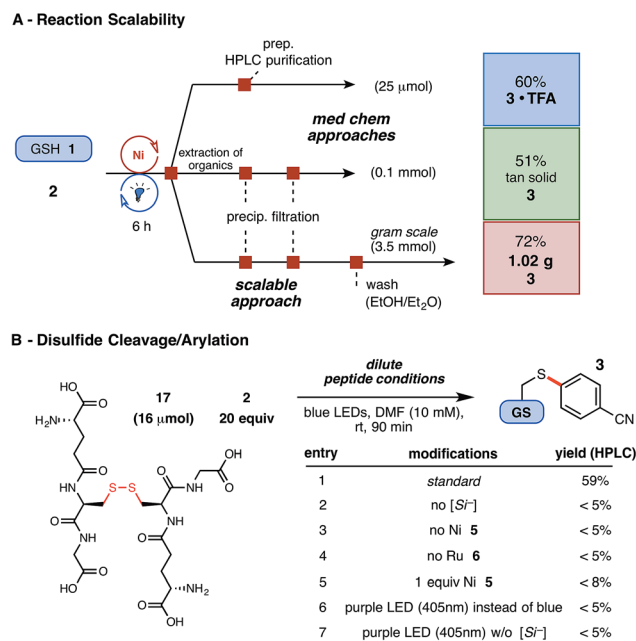 A - Reaction Scalability
prep.
HPLC purification
(25 μmol)
60%
3 • TFA
med chem
approaches
GSH 1
Ni
extraction of
organics
(0.1 mmol)
51%
tan solid
3
2
6 h
precip. filtration
gram scale
(3.5 mmol)
72%
1.02 g
3
scalable
approach
wash
(EtOH/Et2O)
B - Disulfide Cleavage/Arylation
17
(16 μmol)
2
20 equiv
dilute
peptide conditions
blue LEDs, DMF (10 mM),
rt, 90 min
3
S
GS
CN
HO
O
H2N
O
NH
S–S
O
NH
O
HO
O
N
H
O
OH
NH
O
NH2
O
HO
entry modifications yield (HPLC)
1 standard 59%
2 no [Si–] < 5%
3 no Ni 5 < 5%
4 no Ru 6 < 5%
5 1 equiv Ni 5 < 8%
6 purple LED (405nm) instead of blue < 5%
7 purple LED (405nm) w/o [Si–] < 5%